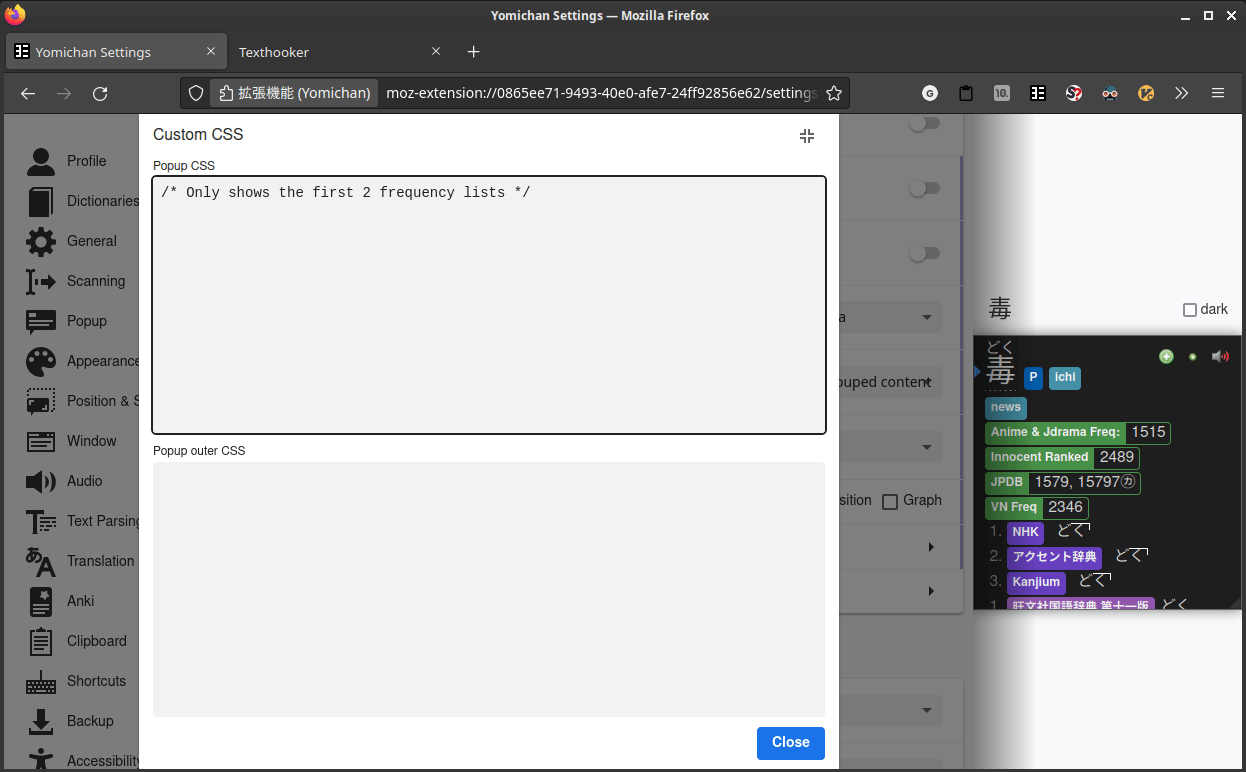 Yomichan Settings — Mozilla Firefox
Yomichan Settings
Texthooker
拡張機能 (Yomichan)
moz-extension://0865ee71-9493-40e0-afe7-24ff92856e62/settings
G
10.
Custom CSS
Popup CSS
/* Only shows the first 2 frequency lists */
Popup outer CSS
Close
Profile
Dictionaries
General
Scanning
Popup
Appearance
Position & S
Window
Audio
Text Parsing
Translation
Anki
Clipboard
Shortcuts
Backup
Accessibility
a
ouped content
sition
Graph
毒
dark
どく
毒
P
ichi
news
Anime & Jdrama Freq: 1515
Innocent Ranked 2489
JPDB 1579, 15797㋕
VN Freq 2346
1. NHK どく
2. アクセント辞典 どく
3. Kanjium どく
1. 旺文社国語辞典 第十一版 どく